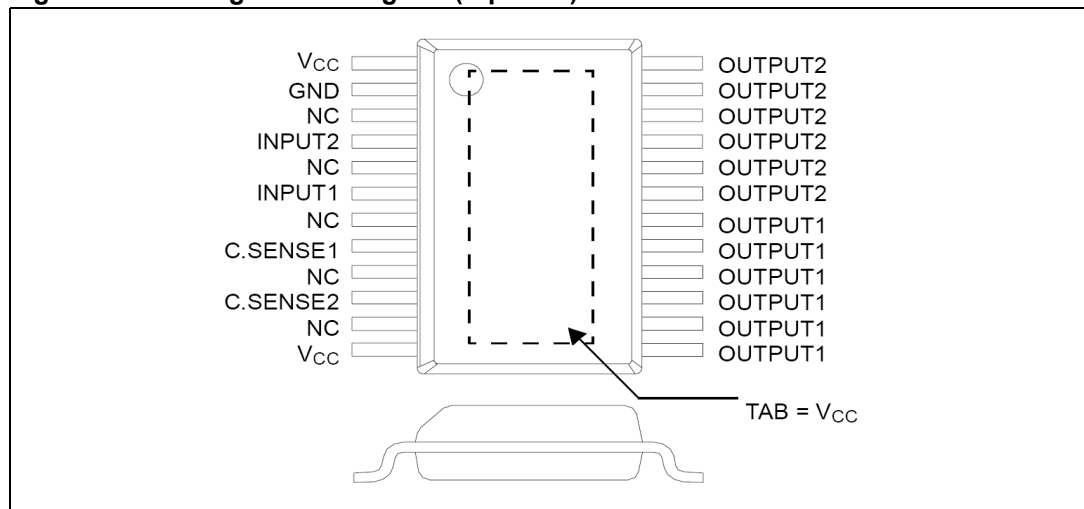 VCC
GND
NC
INPUT2
NC
INPUT1
NC
C.SENSE1
NC
C.SENSE2
NC
VCC
OUTPUT2
OUTPUT2
OUTPUT2
OUTPUT2
OUTPUT2
OUTPUT2
OUTPUT1
OUTPUT1
OUTPUT1
OUTPUT1
OUTPUT1
OUTPUT1
TAB = VCC